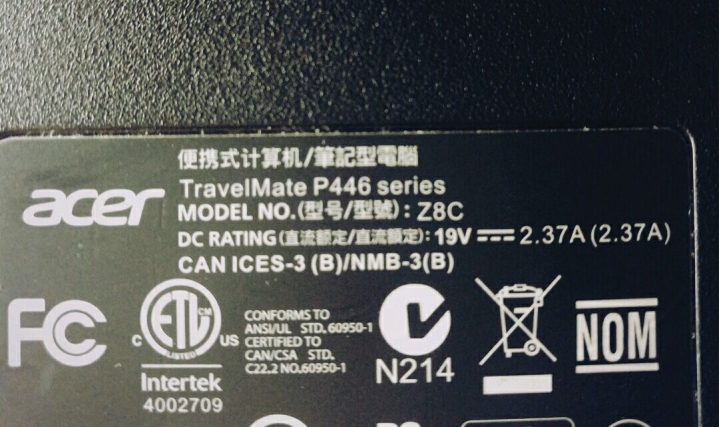 便携式计算机/筆記型電腦
acer
TravelMate P446 series
MODEL NO.(型号/型號): Z8C
DC RATING(直流額定/直流額定): 19V ⎓ 2.37A (2.37A)
CAN ICES-3 (B)/NMB-3(B)
FC
ETL CM
LISTED
C US
Intertek
4002709
CONFORMS TO
ANSI/UL STD. 60950-1
CERTIFIED TO
CAN/CSA STD.
C22.2 NO.60950-1
N214
NOM